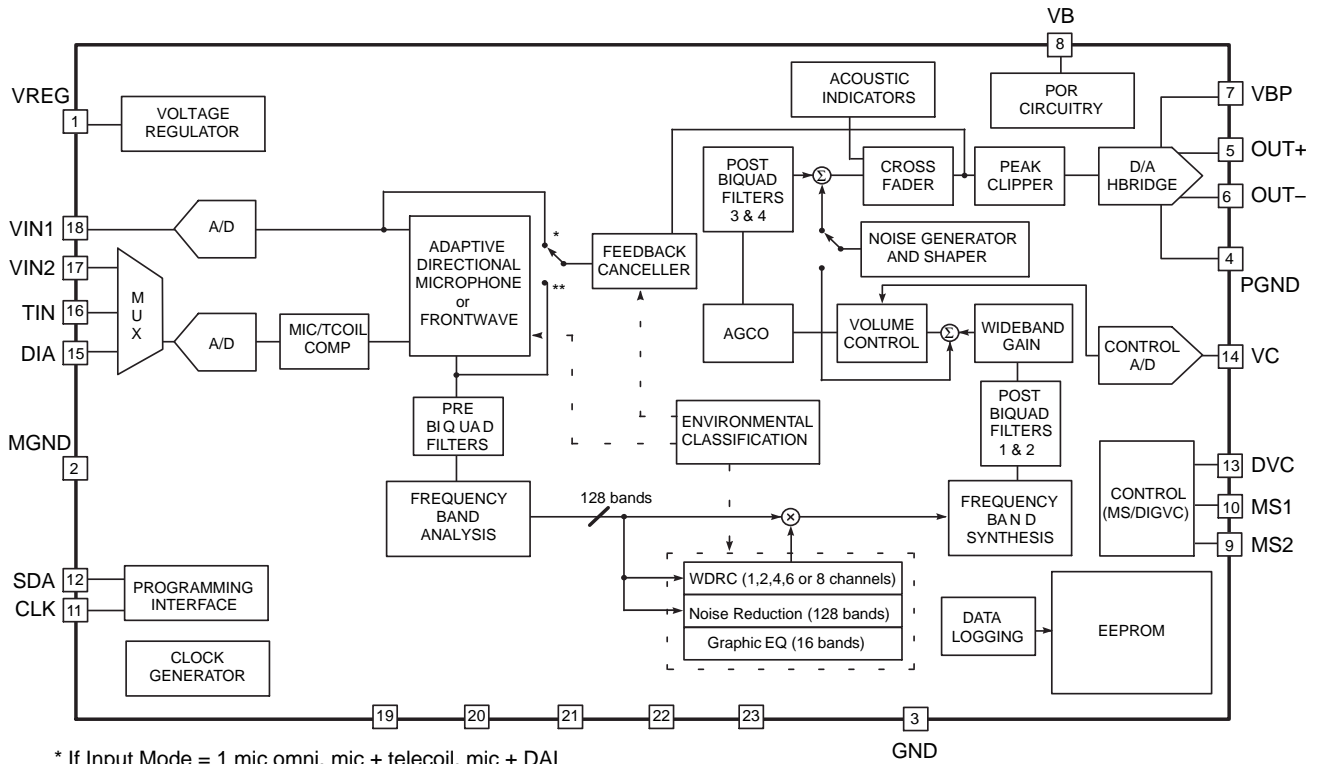 VB
8
VREG
1
VOLTAGE
REGULATOR
ACOUSTIC
INDICATORS
POR
CIRCUITRY
7
VBP
5
OUT+
6
OUT–
4
PGND
POST
BIQUAD
FILTERS
3 & 4
Σ
CROSS
FADER
PEAK
CLIPPER
D/A
HBRIDGE
VIN1
18
A/D
VIN2
17
TIN
16
DIA
15
M
U
X
A/D
MIC/TCOIL
COMP
ADAPTIVE
DIRECTIONAL
MICROPHONE
or
FRONTWAVE
*
**
FEEDBACK
CANCELLER
NOISE GENERATOR
AND SHAPER
AGCO
VOLUME
CONTROL
Σ
WIDEBAND
GAIN
CONTROL
A/D
14
VC
PRE
BIQUAD
FILTERS
ENVIRONMENTAL
CLASSIFICATION
POST
BIQUAD
FILTERS
1 & 2
MGND
2
FREQUENCY
BAND
ANALYSIS
128 bands
×
FREQUENCY
BAND
SYNTHESIS
CONTROL
(MS/DIGVC)
13
DVC
10
MS1
9
MS2
SDA
12
CLK
11
PROGRAMMING
INTERFACE
WDRC (1,2,4,6 or 8 channels)
Noise Reduction (128 bands)
Graphic EQ (16 bands)
DATA
LOGGING
EEPROM
CLOCK
GENERATOR
19
20
21
22
23
3
GND
* If Input Mode = 1 mic omni, mic + telecoil, mic + DAI